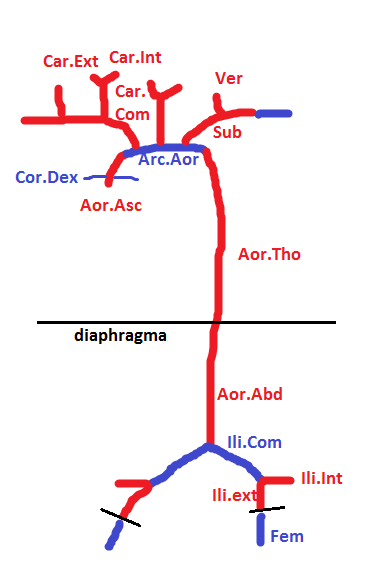 Car.Int
Car.Ext
Ver
Car.
Com
Sub
Arc.Aor
Cor.Dex
Aor.Asc
Aor.Tho
diaphragma
Aor.Abd
Ili.Com
Ili.Int
Ili.ext
Fem